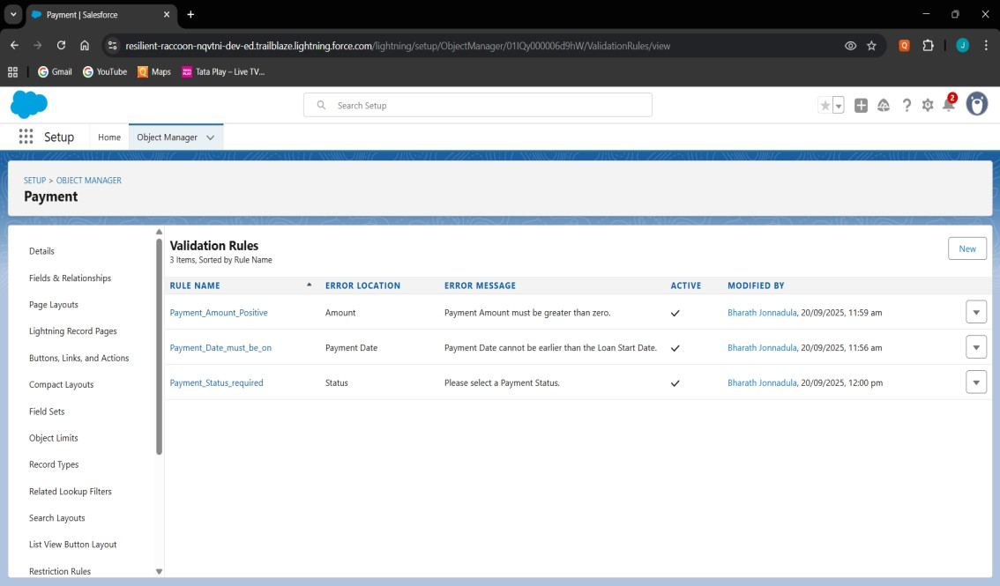 Payment | Salesforce
resilient-raccoon-nqvtni-dev-ed.trailblaze.lightning.force.com/lightning/setup/ObjectManager/01IQy000006d9hW/ValidationRules/view
Q
J
Gmail
YouTube
Maps
TATA PLAY
Tata Play – Live TV...
Search Setup
2
Setup
Home
Object Manager
SETUP > OBJECT MANAGER
Payment
Details
Fields & Relationships
Page Layouts
Lightning Record Pages
Buttons, Links, and Actions
Compact Layouts
Field Sets
Object Limits
Record Types
Related Lookup Filters
Search Layouts
List View Button Layout
Restriction Rules
Validation Rules
3 Items, Sorted by Rule Name
New
RULE NAME ERROR LOCATION ERROR MESSAGE ACTIVE MODIFIED BY
Payment_Amount_Positive Amount Payment Amount must be greater than zero. Bharath Jonnadula, 20/09/2025, 11:59 am
Payment_Date_must_be_on Payment Date Payment Date cannot be earlier than the Loan Start Date. Bharath Jonnadula, 20/09/2025, 11:56 am
Payment_Status_required Status Please select a Payment Status. Bharath Jonnadula, 20/09/2025, 12:00 pm